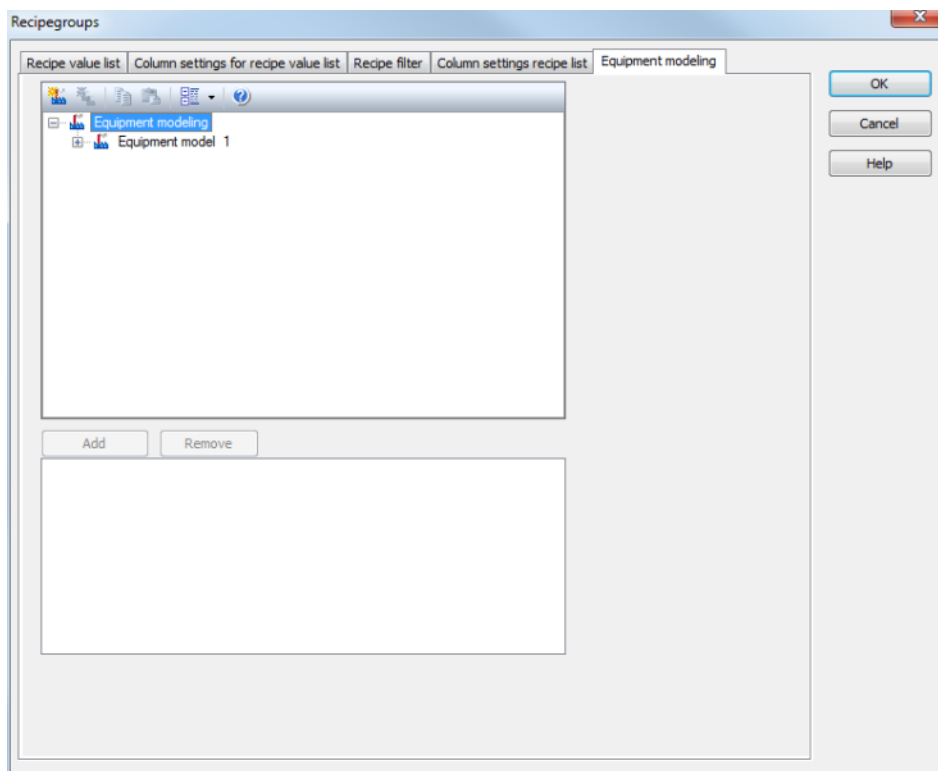 Recipegroups
Recipe value list Column settings for recipe value list Recipe filter Column settings recipe list Equipment modeling
OK
Equipment modeling
Cancel
Equipment model 1
Help
Add Remove